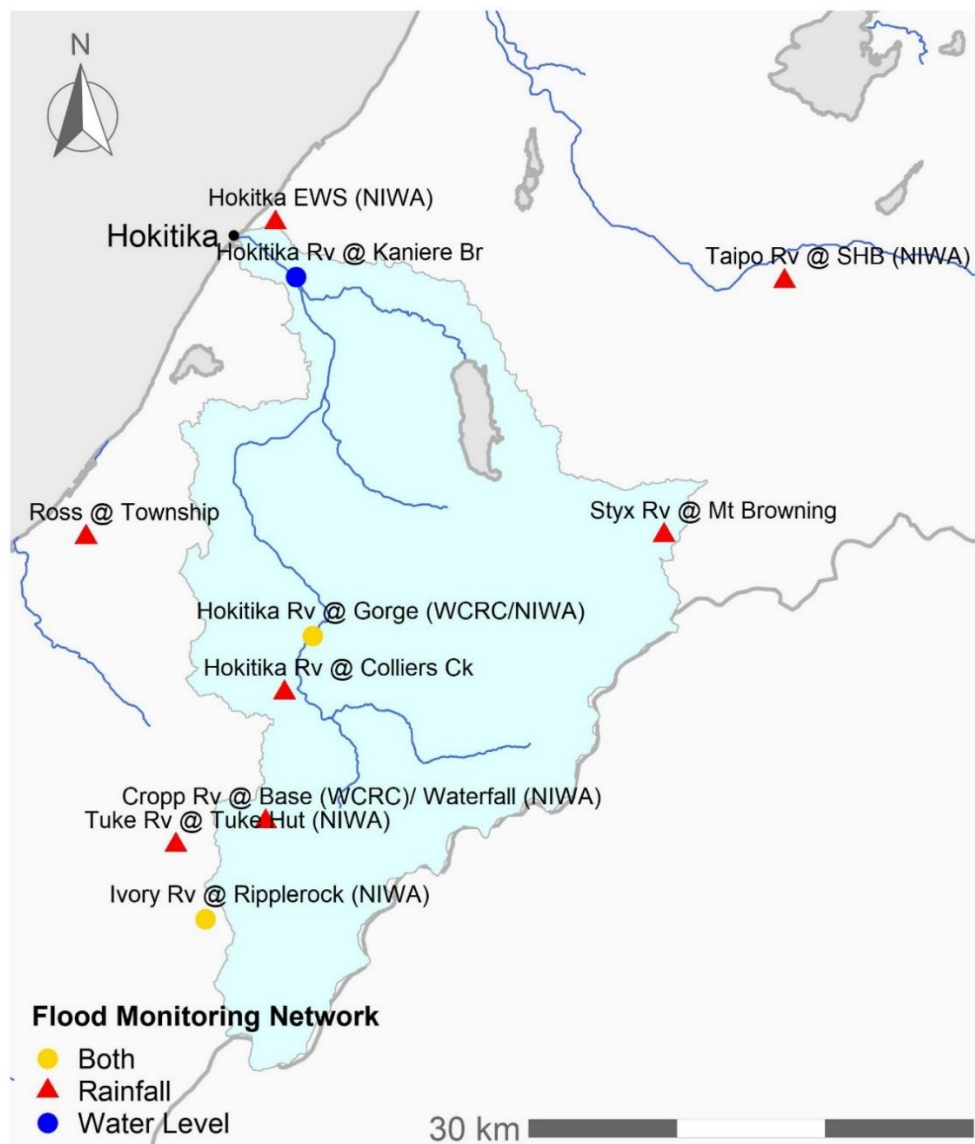 N
Hokitka EWS (NIWA)
Hokitika
Hokitika Rv @ Kaniere Br
Taipo Rv @ SHB (NIWA)
Ross @ Township
Styx Rv @ Mt Browning
Hokitika Rv @ Gorge (WCRC/NIWA)
Hokitika Rv @ Colliers Ck
Cropp Rv @ Base (WCRC)/ Waterfall (NIWA)
Tuke Rv @ Tuke Hut (NIWA)
Ivory Rv @ Ripplerock (NIWA)
Flood Monitoring Network
Both
Rainfall
Water Level
30 km